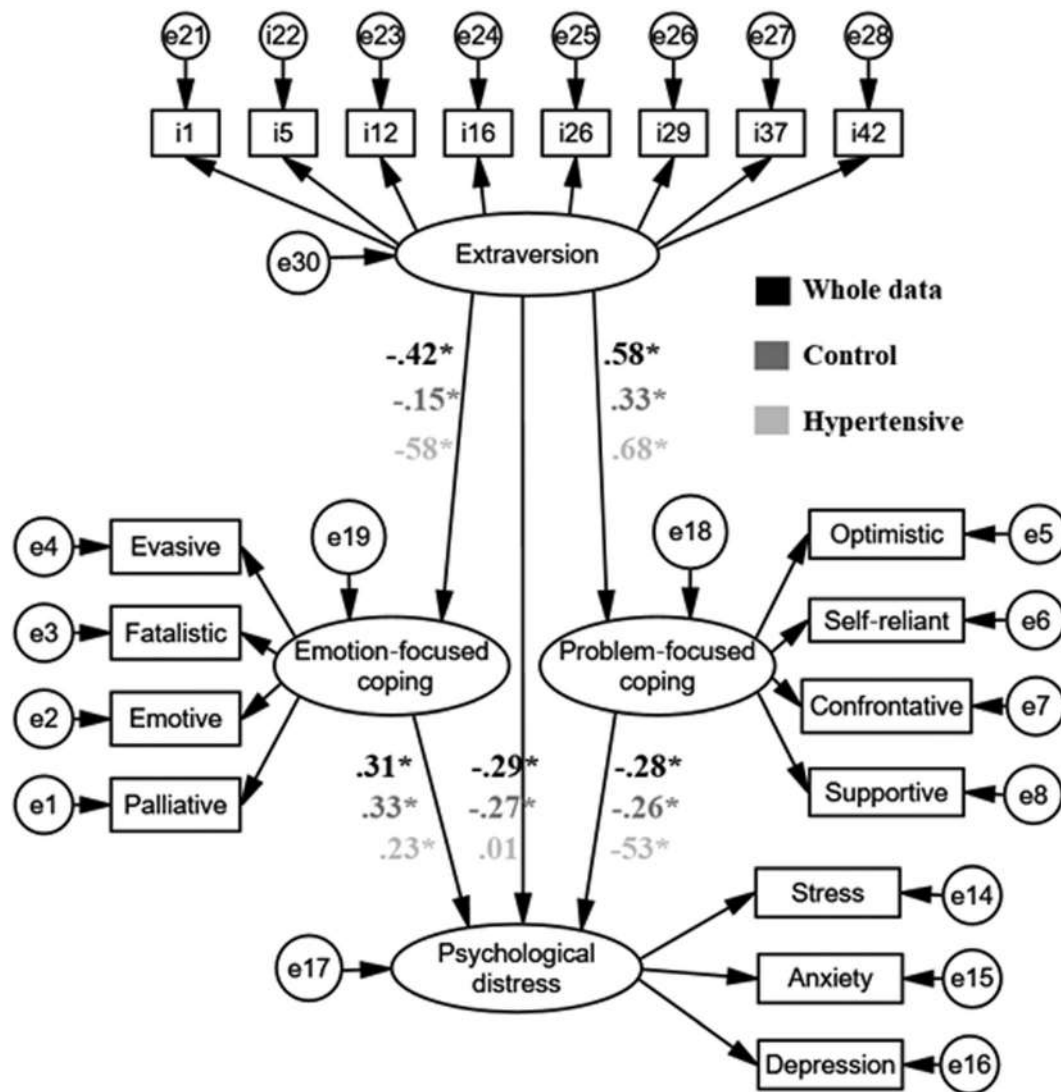 e21 i22 e23 e24 e25 e26 e27 e28
i1 i5 i12 i16 i26 i29 i37 i42
e30 Extraversion
Whole data
Control
Hypertensive
-.42* .58*
-.15* .33*
-58* .68*
e4 Evasive
e3 Fatalistic
e2 Emotive
e1 Palliative
e19
Emotion-focused
coping
e18
Problem-focused
coping
Optimistic e5
Self-reliant e6
Confrontative e7
Supportive e8
.31* -.29* -.28*
.33* -.27* -.26*
.23* .01 -53*
e17
Psychological
distress
Stress e14
Anxiety e15
Depression e16